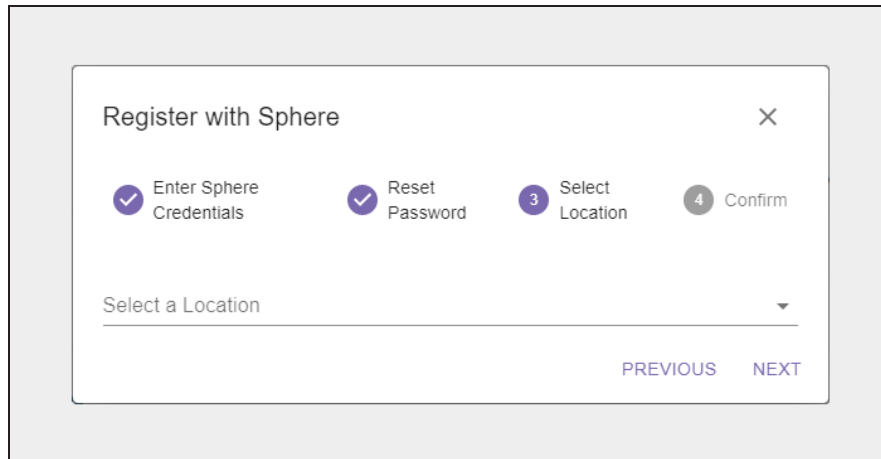 Register with Sphere
Enter Sphere
Credentials
Reset
Password
3
Select
Location
4
Confirm
Select a Location
PREVIOUS
NEXT